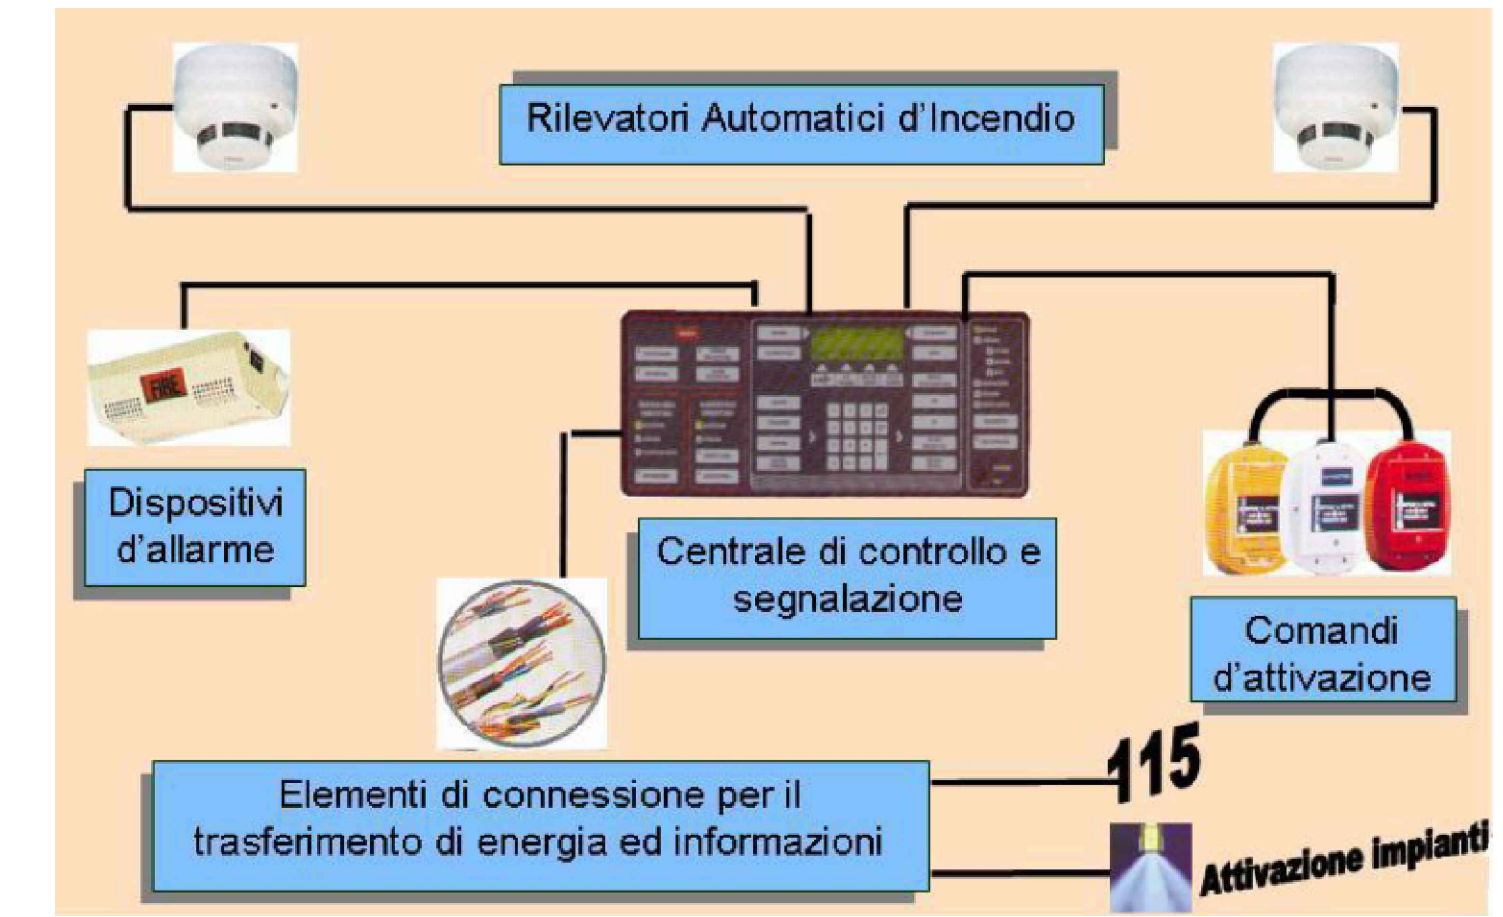 Rilevatori Automatici d'Incendio
FIRE
Dispositivi
d'allarme
Centrale di controllo e
segnalazione
Comandi
d'attivazione
115
Elementi di connessione per il
trasferimento di energia ed informazioni
Attivazione impianti